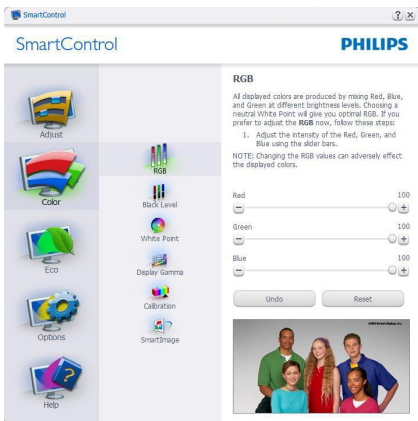 SmartControl
SmartControl
PHILIPS
Adjust
Color
Eco
Options
Help
RGB
Black Level
White Point
Display Gamma
Calibration
SmartImage
RGB
All displayed colors are produced by mixing Red, Blue,
and Green at different brightness levels. Choosing a
neutral White Point will give you optimal RGB. If you
prefer to adjust the RGB now, follow these steps:
1. Adjust the intensity of the Red, Green, and
Blue using the slider bars.
NOTE: Changing the RGB values can adversely effect
the displayed colors.
Red 100
Green 100
Blue 100
Undo Reset